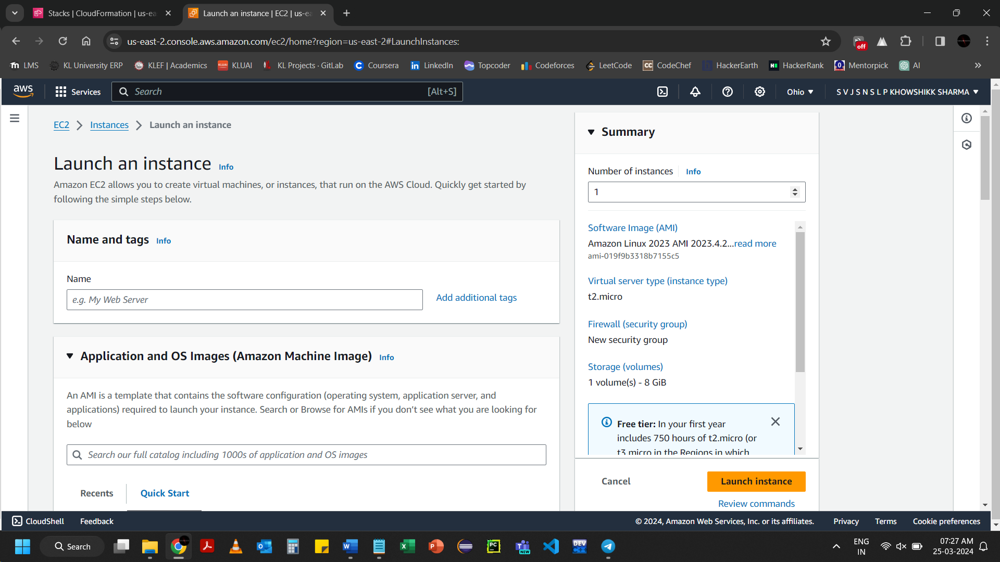 Stacks | CloudFormation | us-ea
Launch an instance | EC2 | us-ea
us-east-2.console.aws.amazon.com/ec2/home?region=us-east-2#LaunchInstances:
off
LMS
KL University ERP
KLEF | Academics
KLUAI
KL Projects · GitLab
Coursera
LinkedIn
Topcoder
Codeforces
LeetCode
CodeChef
HackerEarth
HackerRank
Mentorpick
AI
aws
Services
Search
[Alt+S]
Ohio
S V J S N S L P KHOWSHIKK SHARMA
EC2
Instances
Launch an instance
Launch an instance Info
Amazon EC2 allows you to create virtual machines, or instances, that run on the AWS Cloud. Quickly get started by
following the simple steps below.
Name and tags Info
Name
e.g. My Web Server
Add additional tags
Application and OS Images (Amazon Machine Image) Info
An AMI is a template that contains the software configuration (operating system, application server, and
applications) required to launch your instance. Search or Browse for AMIs if you don’t see what you are looking for
below
Search our full catalog including 1000s of application and OS images
Recents
Quick Start
Summary
Number of instances Info
1
Software Image (AMI)
Amazon Linux 2023 AMI 2023.4.2...read more
ami-019f9b3318b7155c5
Virtual server type (instance type)
t2.micro
Firewall (security group)
New security group
Storage (volumes)
1 volume(s) - 8 GiB
Free tier: In your first year
includes 750 hours of t2.micro (or
t3.micro in the Regions in which
Cancel
Launch instance
Review commands
CloudShell
Feedback
© 2024, Amazon Web Services, Inc. or its affiliates.
Privacy
Terms
Cookie preferences
Search
ENG
IN
07:27 AM
25-03-2024